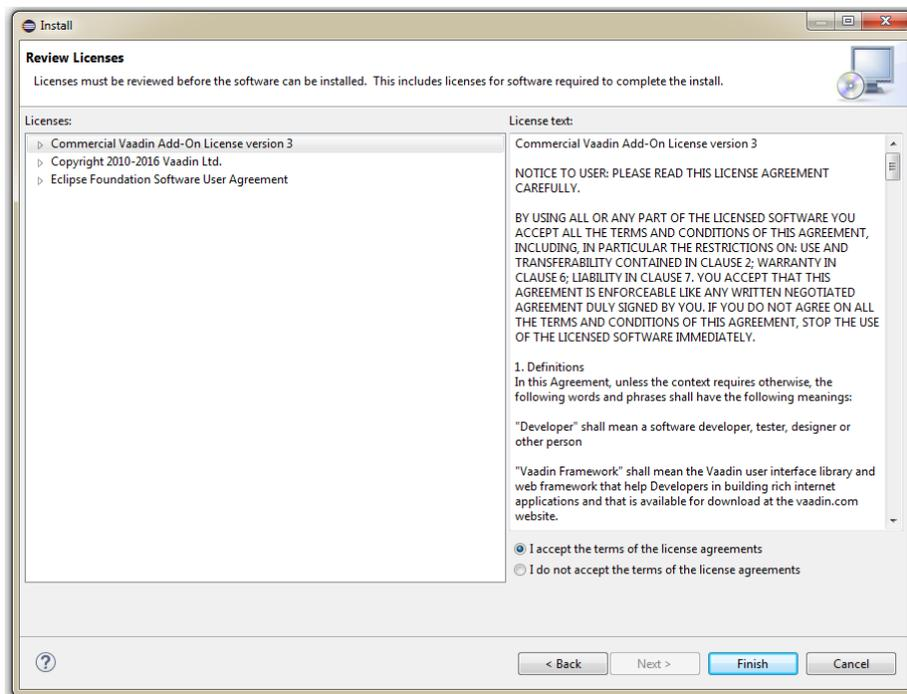 Install
Review Licenses
Licenses must be reviewed before the software can be installed.  This includes licenses for software required to complete the install.
Licenses:
Commercial Vaadin Add-On License version 3
Copyright 2010-2016 Vaadin Ltd.
Eclipse Foundation Software User Agreement
License text:
Commercial Vaadin Add-On License version 3
NOTICE TO USER: PLEASE READ THIS LICENSE AGREEMENT
CAREFULLY.
BY USING ALL OR ANY PART OF THE LICENSED SOFTWARE YOU
ACCEPT ALL THE TERMS AND CONDITIONS OF THIS AGREEMENT,
INCLUDING, IN PARTICULAR THE RESTRICTIONS ON: USE AND
TRANSFERABILITY CONTAINED IN CLAUSE 2; WARRANTY IN
CLAUSE 6; LIABILITY IN CLAUSE 7. YOU ACCEPT THAT THIS
AGREEMENT IS ENFORCEABLE LIKE ANY WRITTEN NEGOTIATED
AGREEMENT DULY SIGNED BY YOU. IF YOU DO NOT AGREE ON ALL
THE TERMS AND CONDITIONS OF THIS AGREEMENT, STOP THE USE
OF THE LICENSED SOFTWARE IMMEDIATELY.
1. Definitions
In this Agreement, unless the context requires otherwise, the
following words and phrases shall have the following meanings:
"Developer" shall mean a software developer, tester, designer or
other person
"Vaadin Framework" shall mean the Vaadin user interface library and
web framework that help Developers in building rich internet
applications and that is available for download at the vaadin.com
website.
I accept the terms of the license agreements
I do not accept the terms of the license agreements
?
< Back
Next >
Finish
Cancel